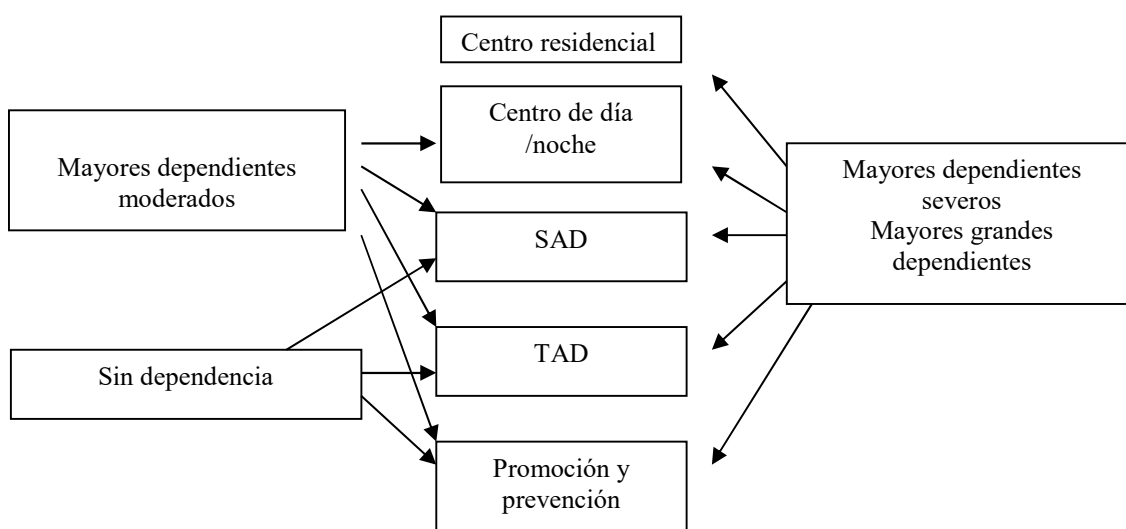 Centro residencial
Centro de día
/noche
Mayores dependientes
moderados
Mayores dependientes
severos
Mayores grandes
dependientes
SAD
TAD
Sin dependencia
Promoción y
prevención